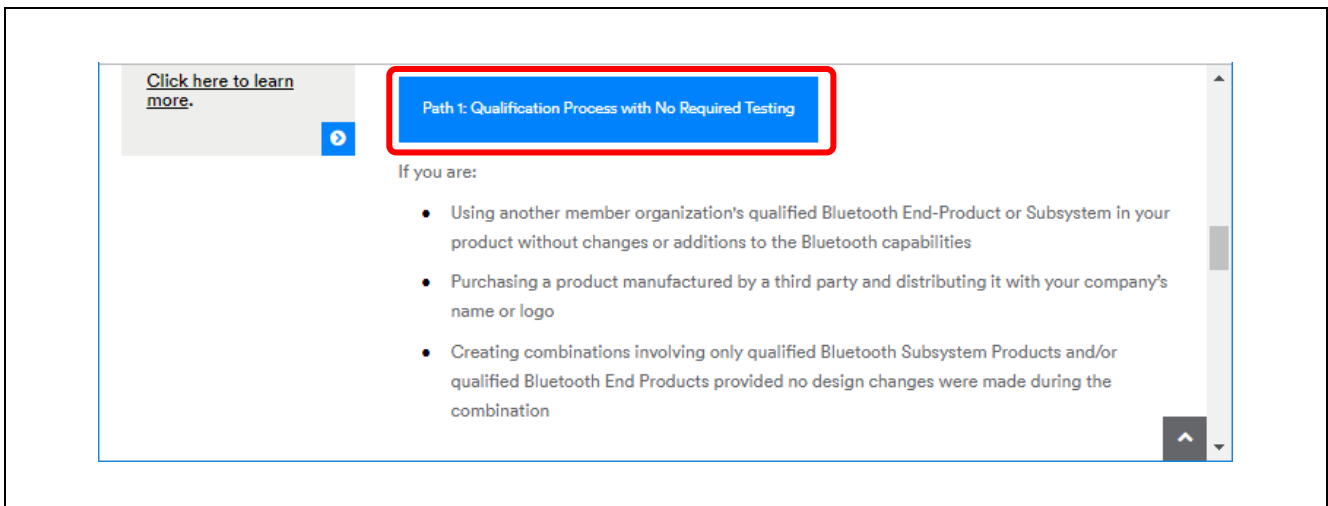 Click here to learn
more.
Path 1: Qualification Process with No Required Testing
If you are:
• Using another member organization's qualified Bluetooth End-Product or Subsystem in your
product without changes or additions to the Bluetooth capabilities
• Purchasing a product manufactured by a third party and distributing it with your company's
name or logo
• Creating combinations involving only qualified Bluetooth Subsystem Products and/or
qualified Bluetooth End Products provided no design changes were made during the
combination